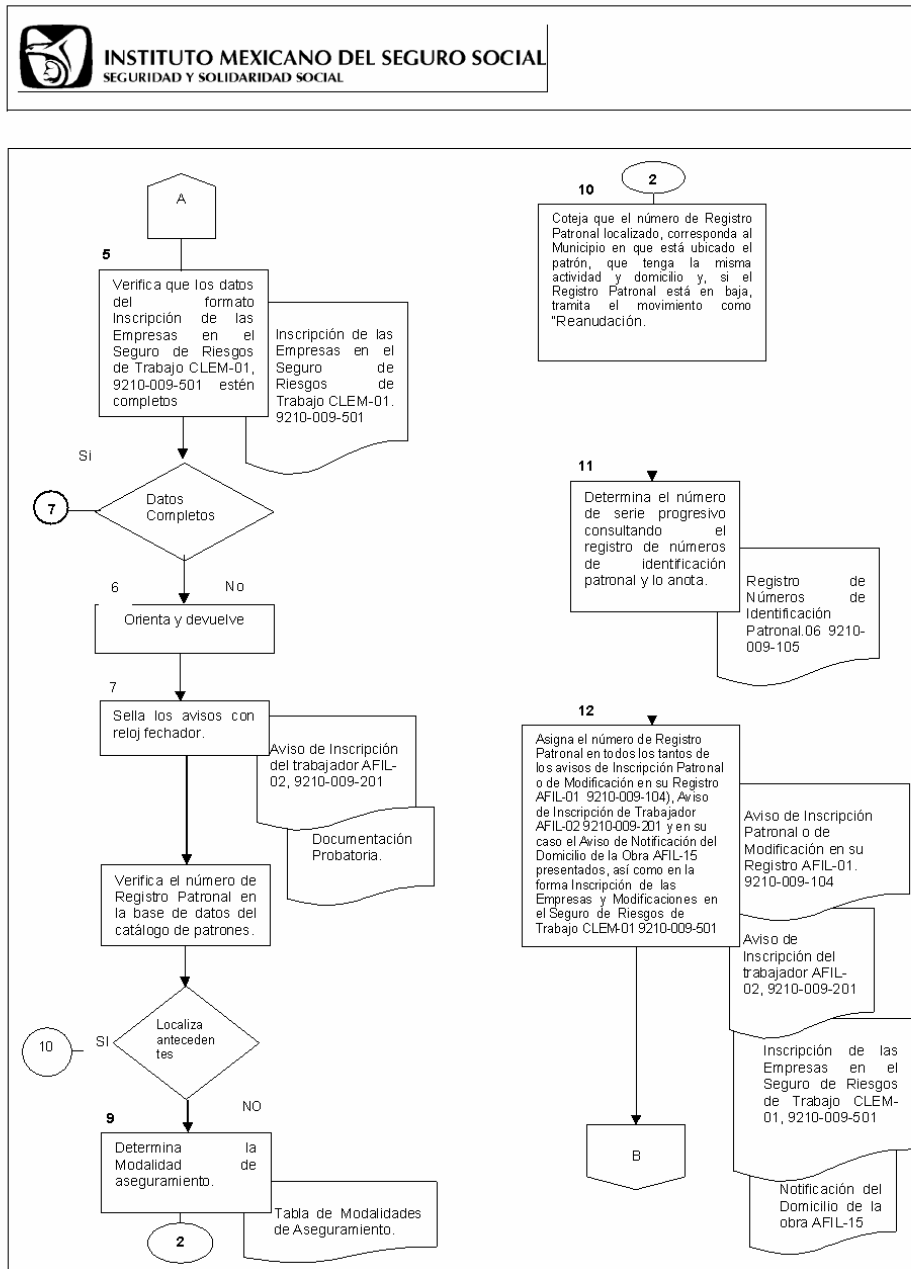 INSTITUTO MEXICANO DEL SEGURO SOCIAL
SEGURIDAD Y SOLIDARIDAD SOCIAL
A
5
Verifica que los datos
del formato
Inscripción de las
Empresas en el
Seguro de Riesgos
de Trabajo CLEM-01,
9210-009-501 estén
completos
Inscripción de las
Empresas en el
Seguro de
Riesgos de
Trabajo CLEM-01.
9210-009-501
Si
7
Datos
Completos
6
No
Orienta y devuelve
7
Sella los avisos con
reloj fechador.
Aviso de Inscripción
del trabajador AFIL-
02, 9210-009-201
Documentación
Probatoria.
Verifica el número de
Registro Patronal en
la base de datos del
catálogo de patrones.
10
SI
Localiza
anteceden
tes
NO
9
Determina la
Modalidad de
aseguramiento.
Tabla de Modalidades
de Aseguramiento.
2
2
10
Coteja que el número de Registro
Patronal localizado, corresponda al
Municipio en que está ubicado el
patrón, que tenga la misma
actividad y domicilio y, si el
Registro Patronal está en baja,
tramita el movimiento como
"Reanudación.
11
Determina el número
de serie progresivo
consultando el
registro de números
de identificación
patronal y lo anota.
Registro de
Números de
Identificación
Patronal.06 9210-
009-105
12
Asigna el número de Registro
Patronal en todos los tantos de
los avisos de Inscripción Patronal
o de Modificación en su Registro
AFIL-01 9210-009-104), Aviso
de Inscripción de Trabajador
AFIL-02 9210-009-201 y en su
caso el Aviso de Notificación del
Domicilio de la Obra AFIL-15
presentados, así como en la
forma Inscripción de las
Empresas y Modificaciones en
el Seguro de Riesgos de
Trabajo CLEM-01 9210-009-501
Aviso de Inscripción
Patronal o de
Modificación en su
Registro AFIL-01.
9210-009-104
Aviso de
Inscripción del
trabajador AFIL-
02, 9210-009-201
Inscripción de las
Empresas en el
Seguro de Riesgos
de Trabajo CLEM-
01, 9210-009-501
Notificación del
Domicilio de la
obra AFIL-15
B